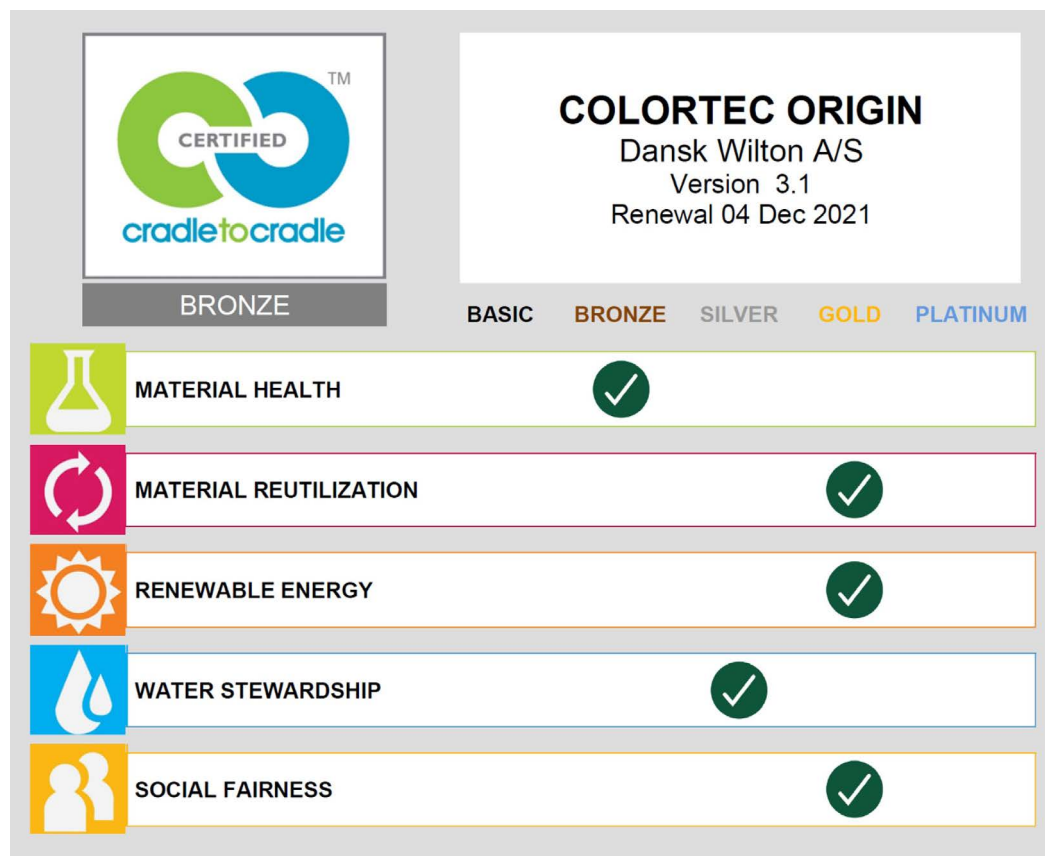 TM
CERTIFIED
cradletocradle
BRONZE
COLORTEC ORIGIN
Dansk Wilton A/S
Version 3.1
Renewal 04 Dec 2021
BASIC BRONZE SILVER GOLD PLATINUM
MATERIAL HEALTH
MATERIAL REUTILIZATION
RENEWABLE ENERGY
WATER STEWARDSHIP
SOCIAL FAIRNESS